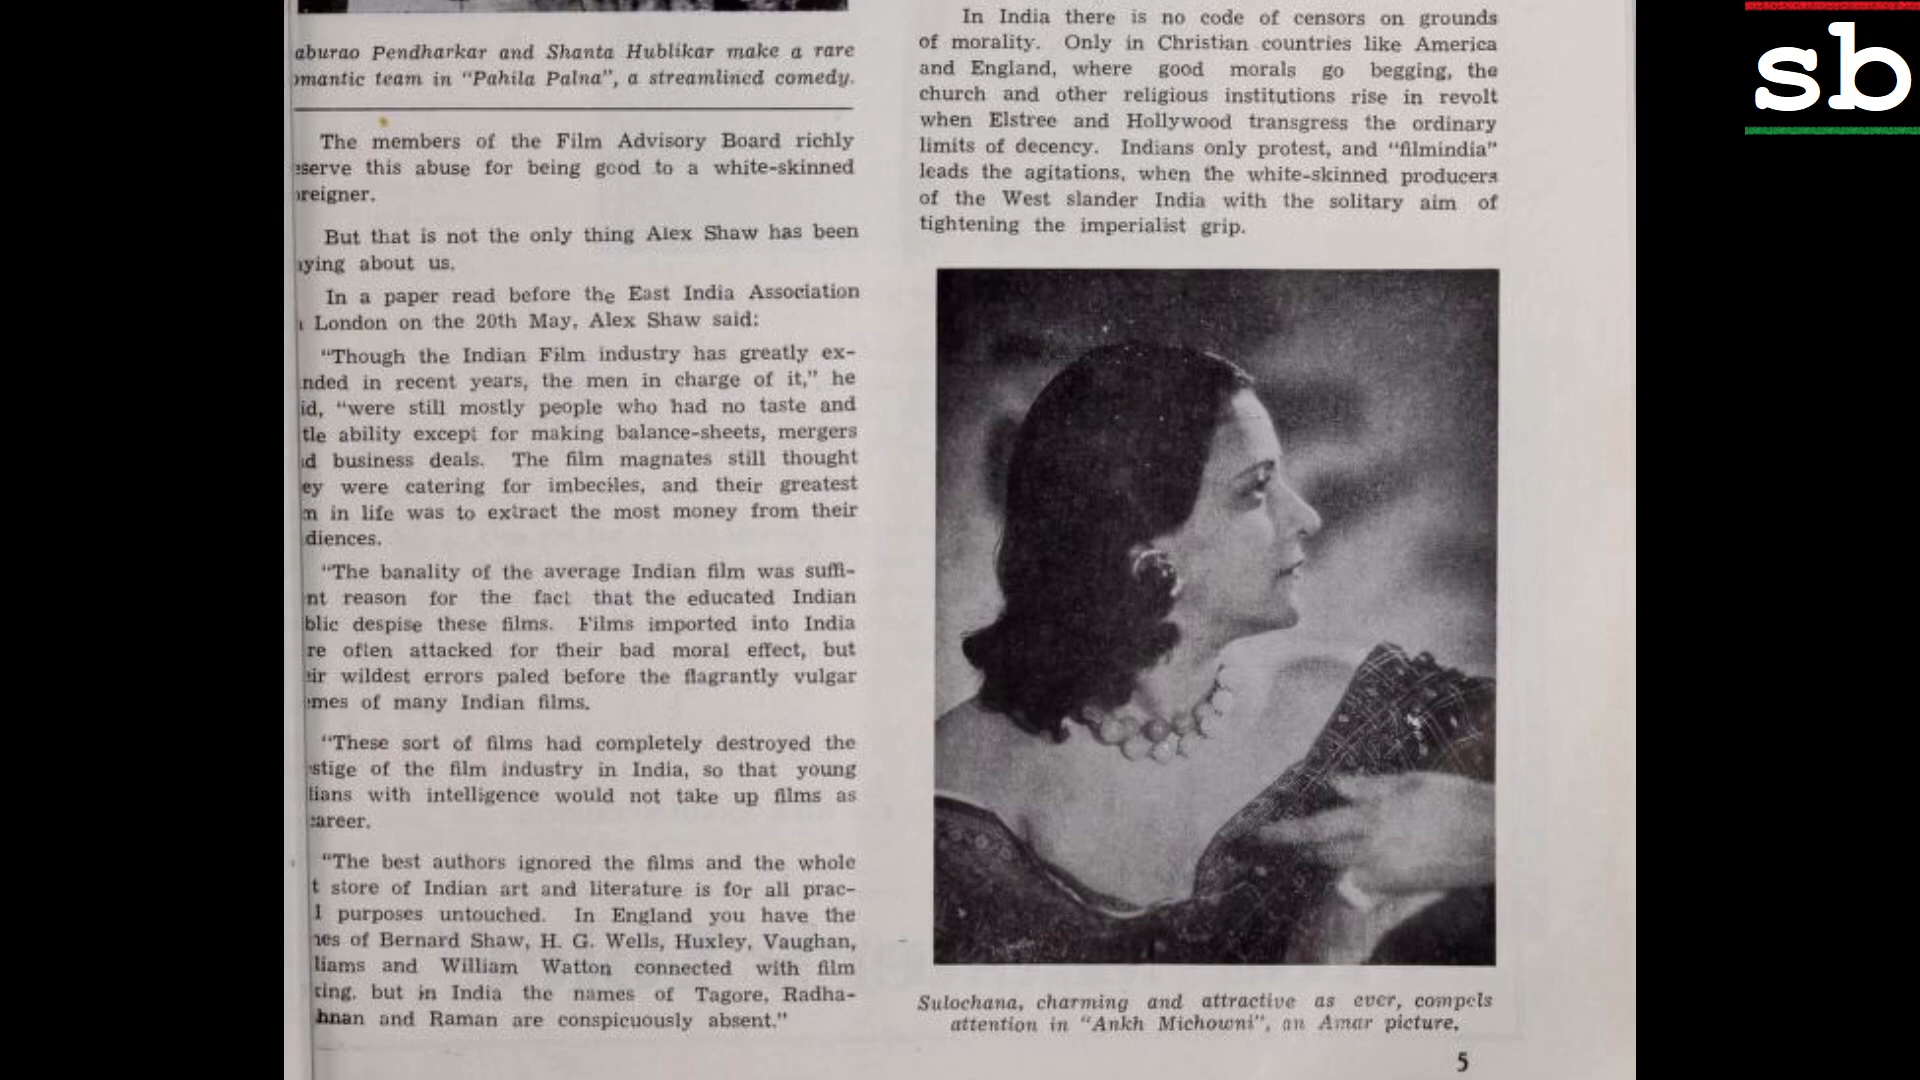 aburao Pendharkar and Shanta Hublikar make a rare
omantic team in "Pahila Palna", a streamlined comedy.
The members of the Film Advisory Board richly
eserve this abuse for being good to a white-skinned
oreigner.
But that is not the only thing Alex Shaw has been
aying about us.
In a paper read before the East India Association
London on the 20th May, Alex Shaw said:
"Though the Indian Film industry has greatly ex-
nded in recent years, the men in charge of it," he
id, "were still mostly people who had no taste and
tle ability except for making balance-sheets, mergers
d business deals. The film magnates still thought
ey were catering for imbeciles, and their greatest
m in life was to extract the most money from their
diences.
"The banality of the average Indian film was suffi-
nt reason for the fact that the educated Indian
blic despise these films. Films imported into India
re often attacked for their bad moral effect, but
eir wildest errors paled before the flagrantly vulgar
emes of many Indian films.
"These sort of films had completely destroyed the
stige of the film industry in India, so that young
lians with intelligence would not take up films as
career.
"The best authors ignored the films and the whole
t store of Indian art and literature is for all prac-
l purposes untouched. In England you have the
nes of Bernard Shaw, H. G. Wells, Huxley, Vaughan,
liams and William Watton connected with film
cing, but in India the names of Tagore, Radha-
hnan and Raman are conspicuously absent."
In India there is no code of censors on grounds
of morality. Only in Christian countries like America
and England, where good morals go begging, the
church and other religious institutions rise in revolt
when Elstree and Hollywood transgress the ordinary
limits of decency. Indians only protest, and "filmindia"
leads the agitations, when the white-skinned producers
of the West slander India with the solitary aim of
tightening the imperialist grip.
Sulochana, charming and attractive as ever, compels
attention in "Ankh Michowni", an Amar picture.
5
sb